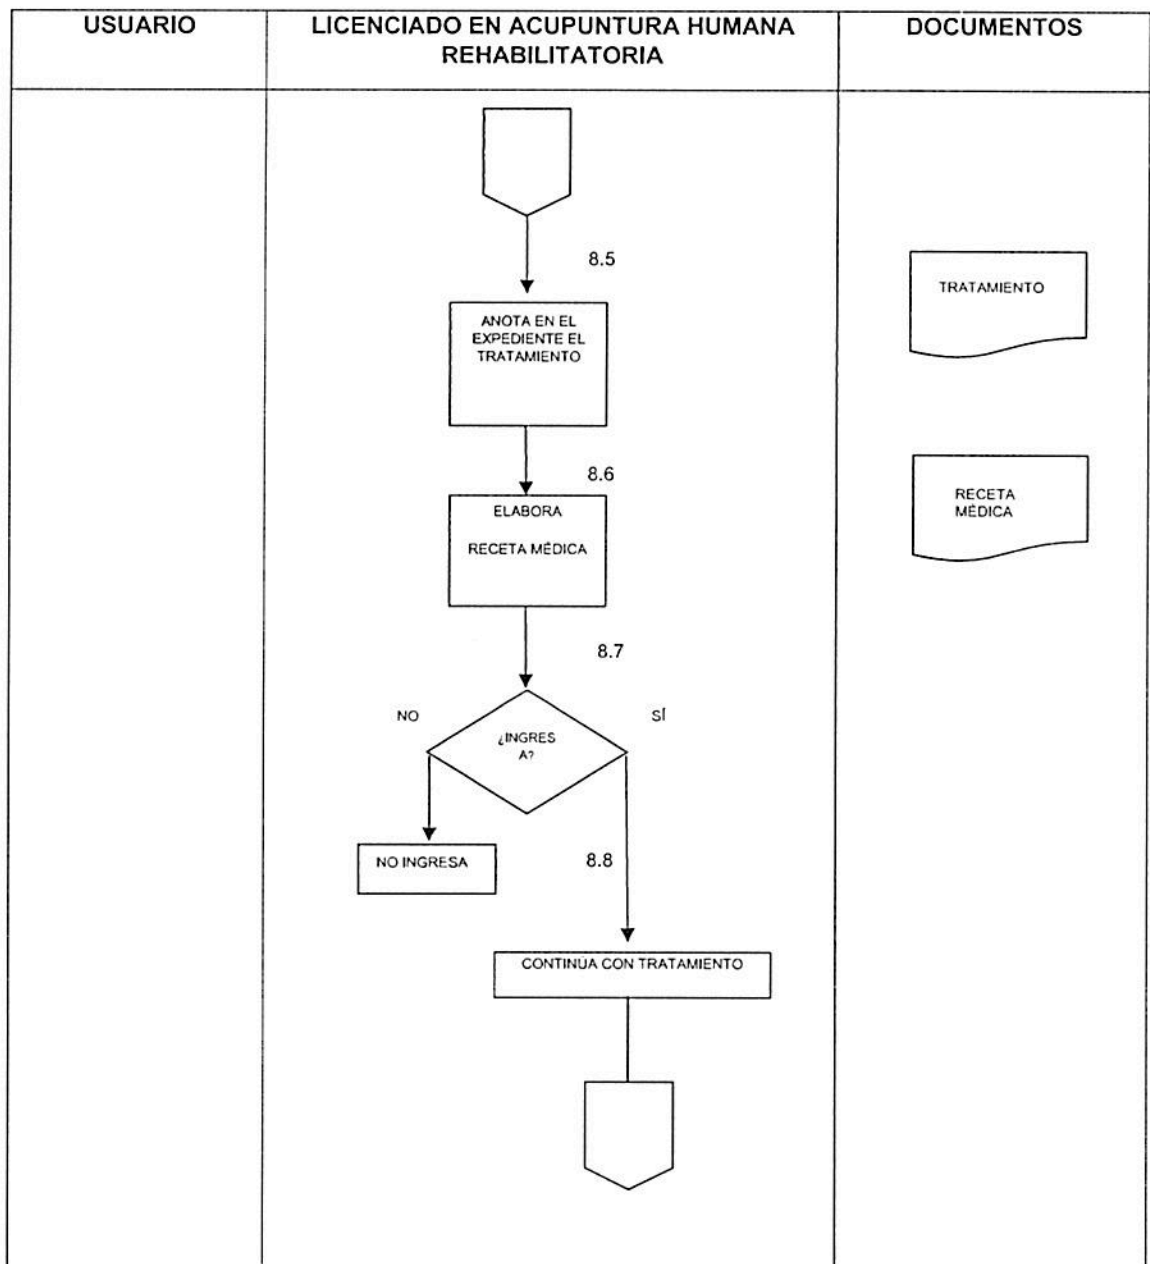 USUARIO
LICENCIADO EN ACUPUNTURA HUMANA
REHABILITATORIA
DOCUMENTOS
8.5
TRATAMIENTO
ANOTA EN EL
EXPEDIENTE EL
TRATAMIENTO
8.6
RECETA
MÉDICA
ELABORA
RECETA MÉDICA
8.7
NO
SÍ
¿INGRES
A?
NO INGRESA
8.8
CONTINÚA CON TRATAMIENTO